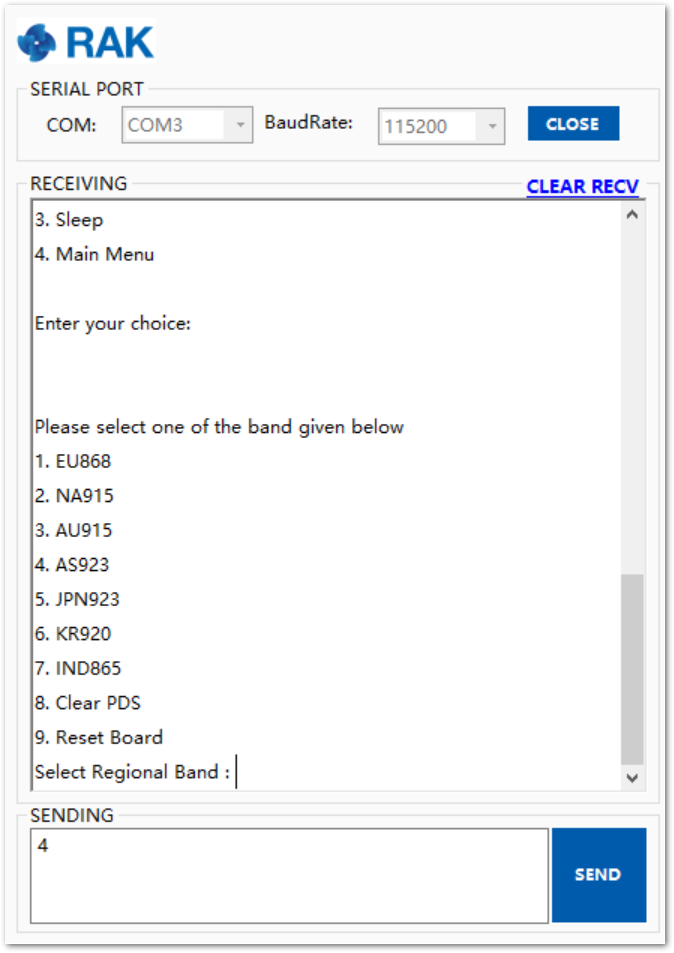 RAK
SERIAL PORT
COM: COM3 BaudRate: 115200 CLOSE
RECEIVING CLEAR RECV
3. Sleep
4. Main Menu
Enter your choice:
Please select one of the band given below
1. EU868
2. NA915
3. AU915
4. AS923
5. JPN923
6. KR920
7. IND865
8. Clear PDS
9. Reset Board
Select Regional Band :
SENDING
4
SEND